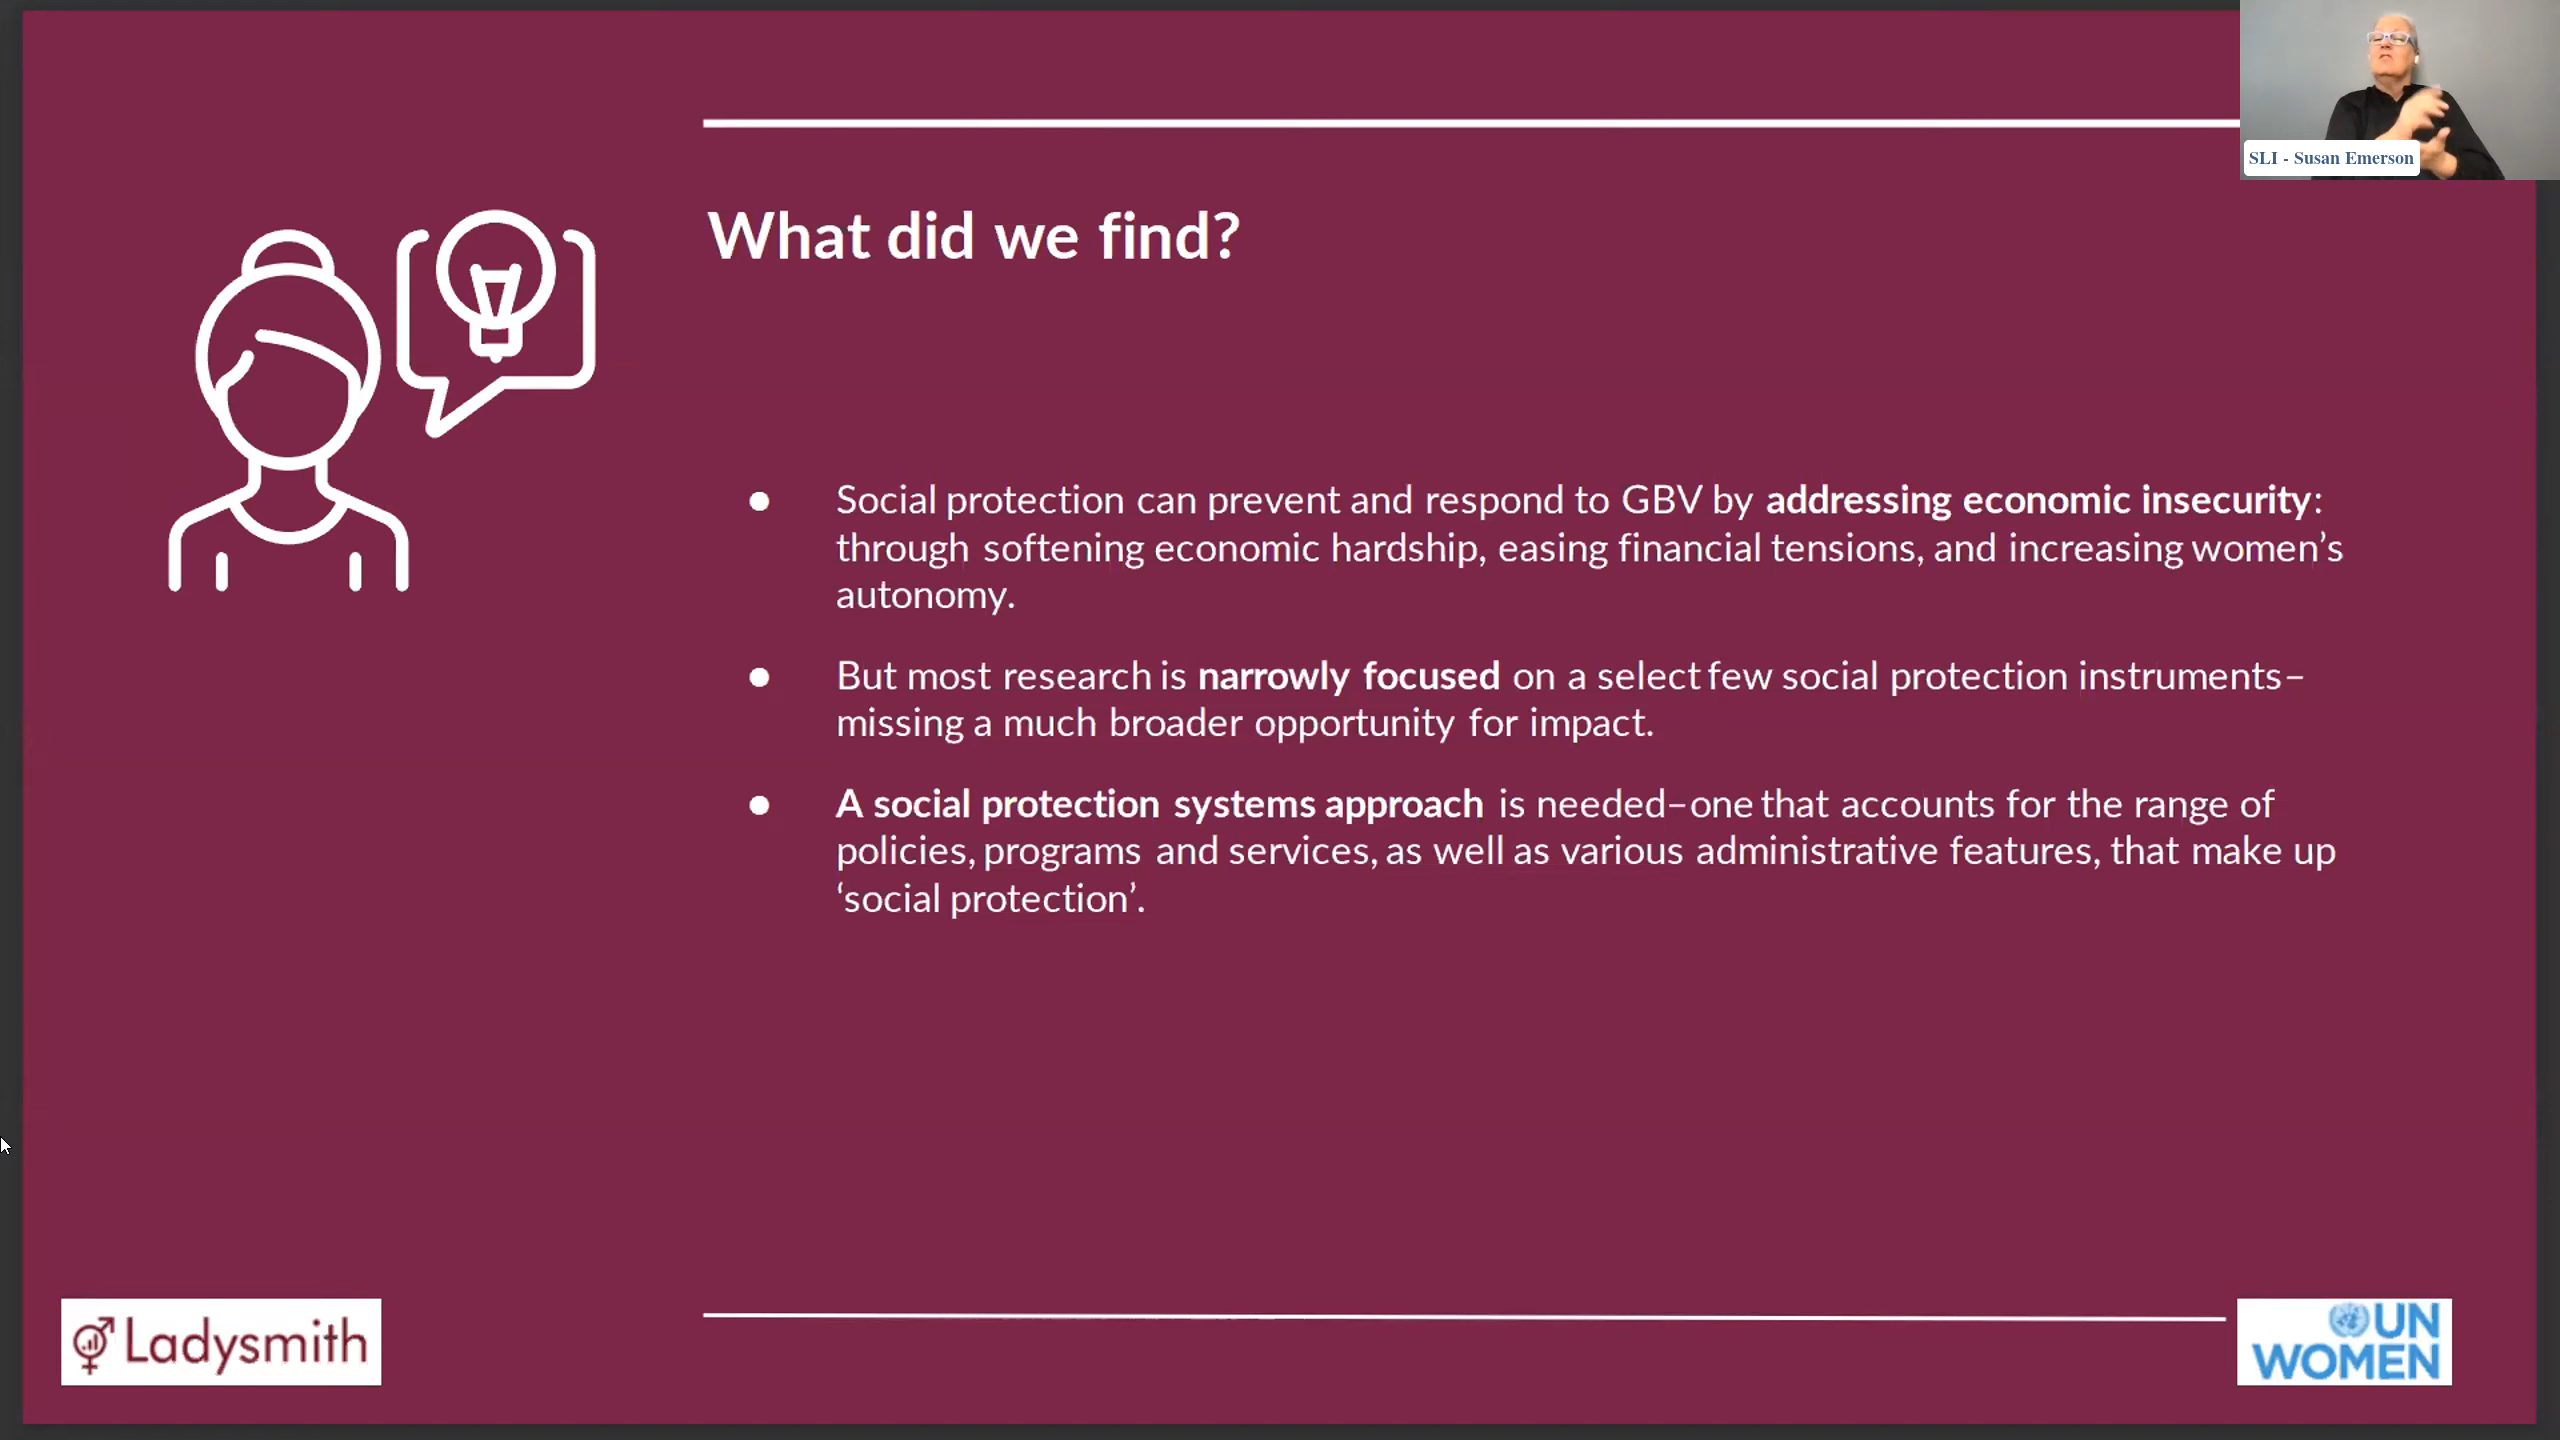 SLI - Susan Emerson
What did we find?
● Social protection can prevent and respond to GBV by addressing economic insecurity:
through softening economic hardship, easing financial tensions, and increasing women’s
autonomy.
● But most research is narrowly focused on a select few social protection instruments–
missing a much broader opportunity for impact.
● A social protection systems approach is needed–one that accounts for the range of
policies, programs and services, as well as various administrative features, that make up
‘social protection’.
Ladysmith
UN
WOMEN